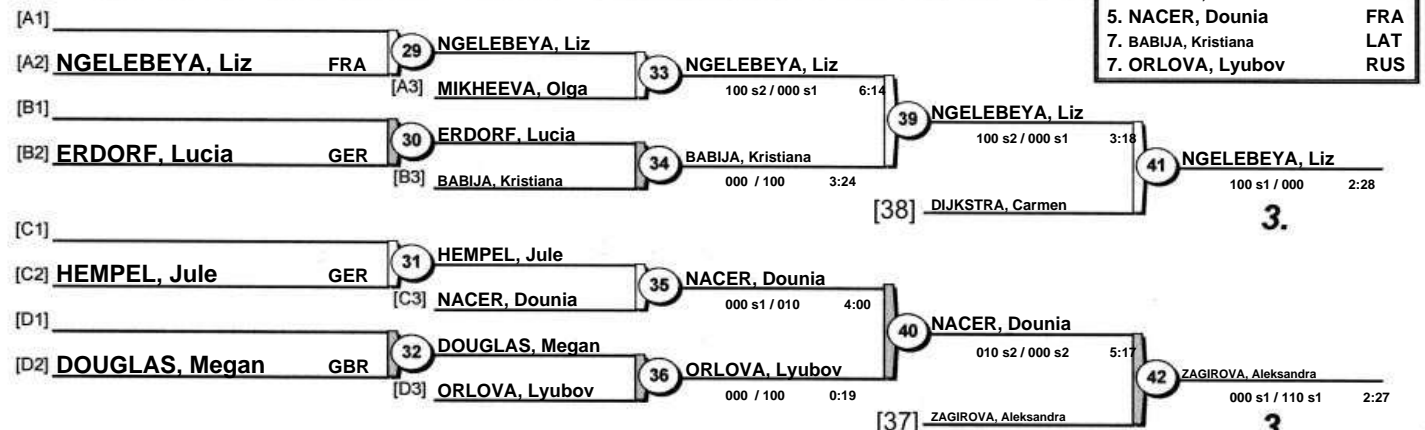 5. NACER, Dounia FRA
7. BABIJA, Kristiana LAT
7. ORLOVA, Lyubov RUS
[A1]
[A2] NGELEBEYA, Liz FRA
29
NGELEBEYA, Liz
[A3] MIKHEEVA, Olga
33
NGELEBEYA, Liz
100 s2 / 000 s1 6:14
[B1]
[B2] ERDORF, Lucia GER
30
ERDORF, Lucia
[B3] BABIJA, Kristiana
34
BABIJA, Kristiana
000 / 100 3:24
39
NGELEBEYA, Liz
100 s2 / 000 s1 3:18
[38] DIJKSTRA, Carmen
41
NGELEBEYA, Liz
100 s1 / 000 2:28
3.
[C1]
[C2] HEMPEL, Jule GER
31
HEMPEL, Jule
[C3] NACER, Dounia
35
NACER, Dounia
000 s1 / 010 4:00
[D1]
[D2] DOUGLAS, Megan GBR
32
DOUGLAS, Megan
[D3] ORLOVA, Lyubov
36
ORLOVA, Lyubov
000 / 100 0:19
40
NACER, Dounia
010 s2 / 000 s2 5:17
[37] ZAGIROVA, Aleksandra
42
ZAGIROVA, Aleksandra
000 s1 / 110 s1 2:27
3